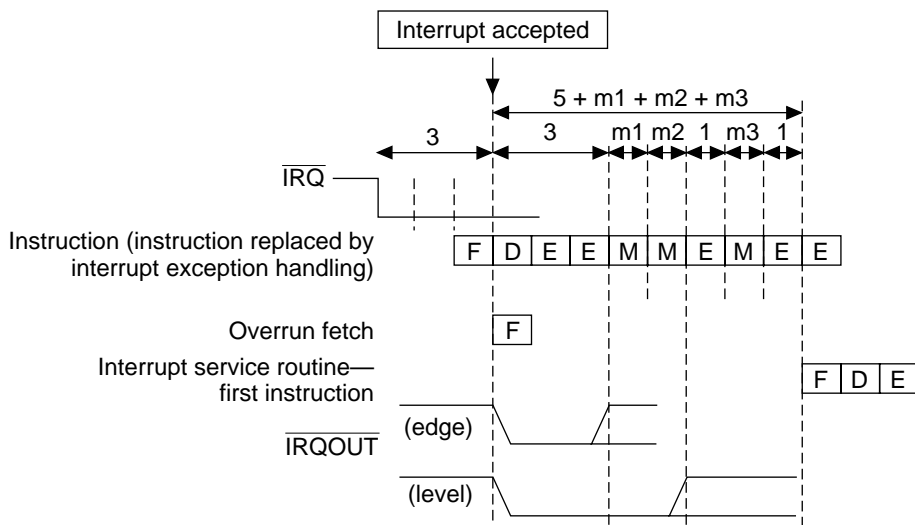 Interrupt accepted
5 + m1 + m2 + m3
3 3 m1 m2 1 m3 1
IRQ
Instruction (instruction replaced by
interrupt exception handling)
F D E E M M E M E E
Overrun fetch
F
Interrupt service routine—
first instruction
F D E
(edge)
IRQOUT
(level)